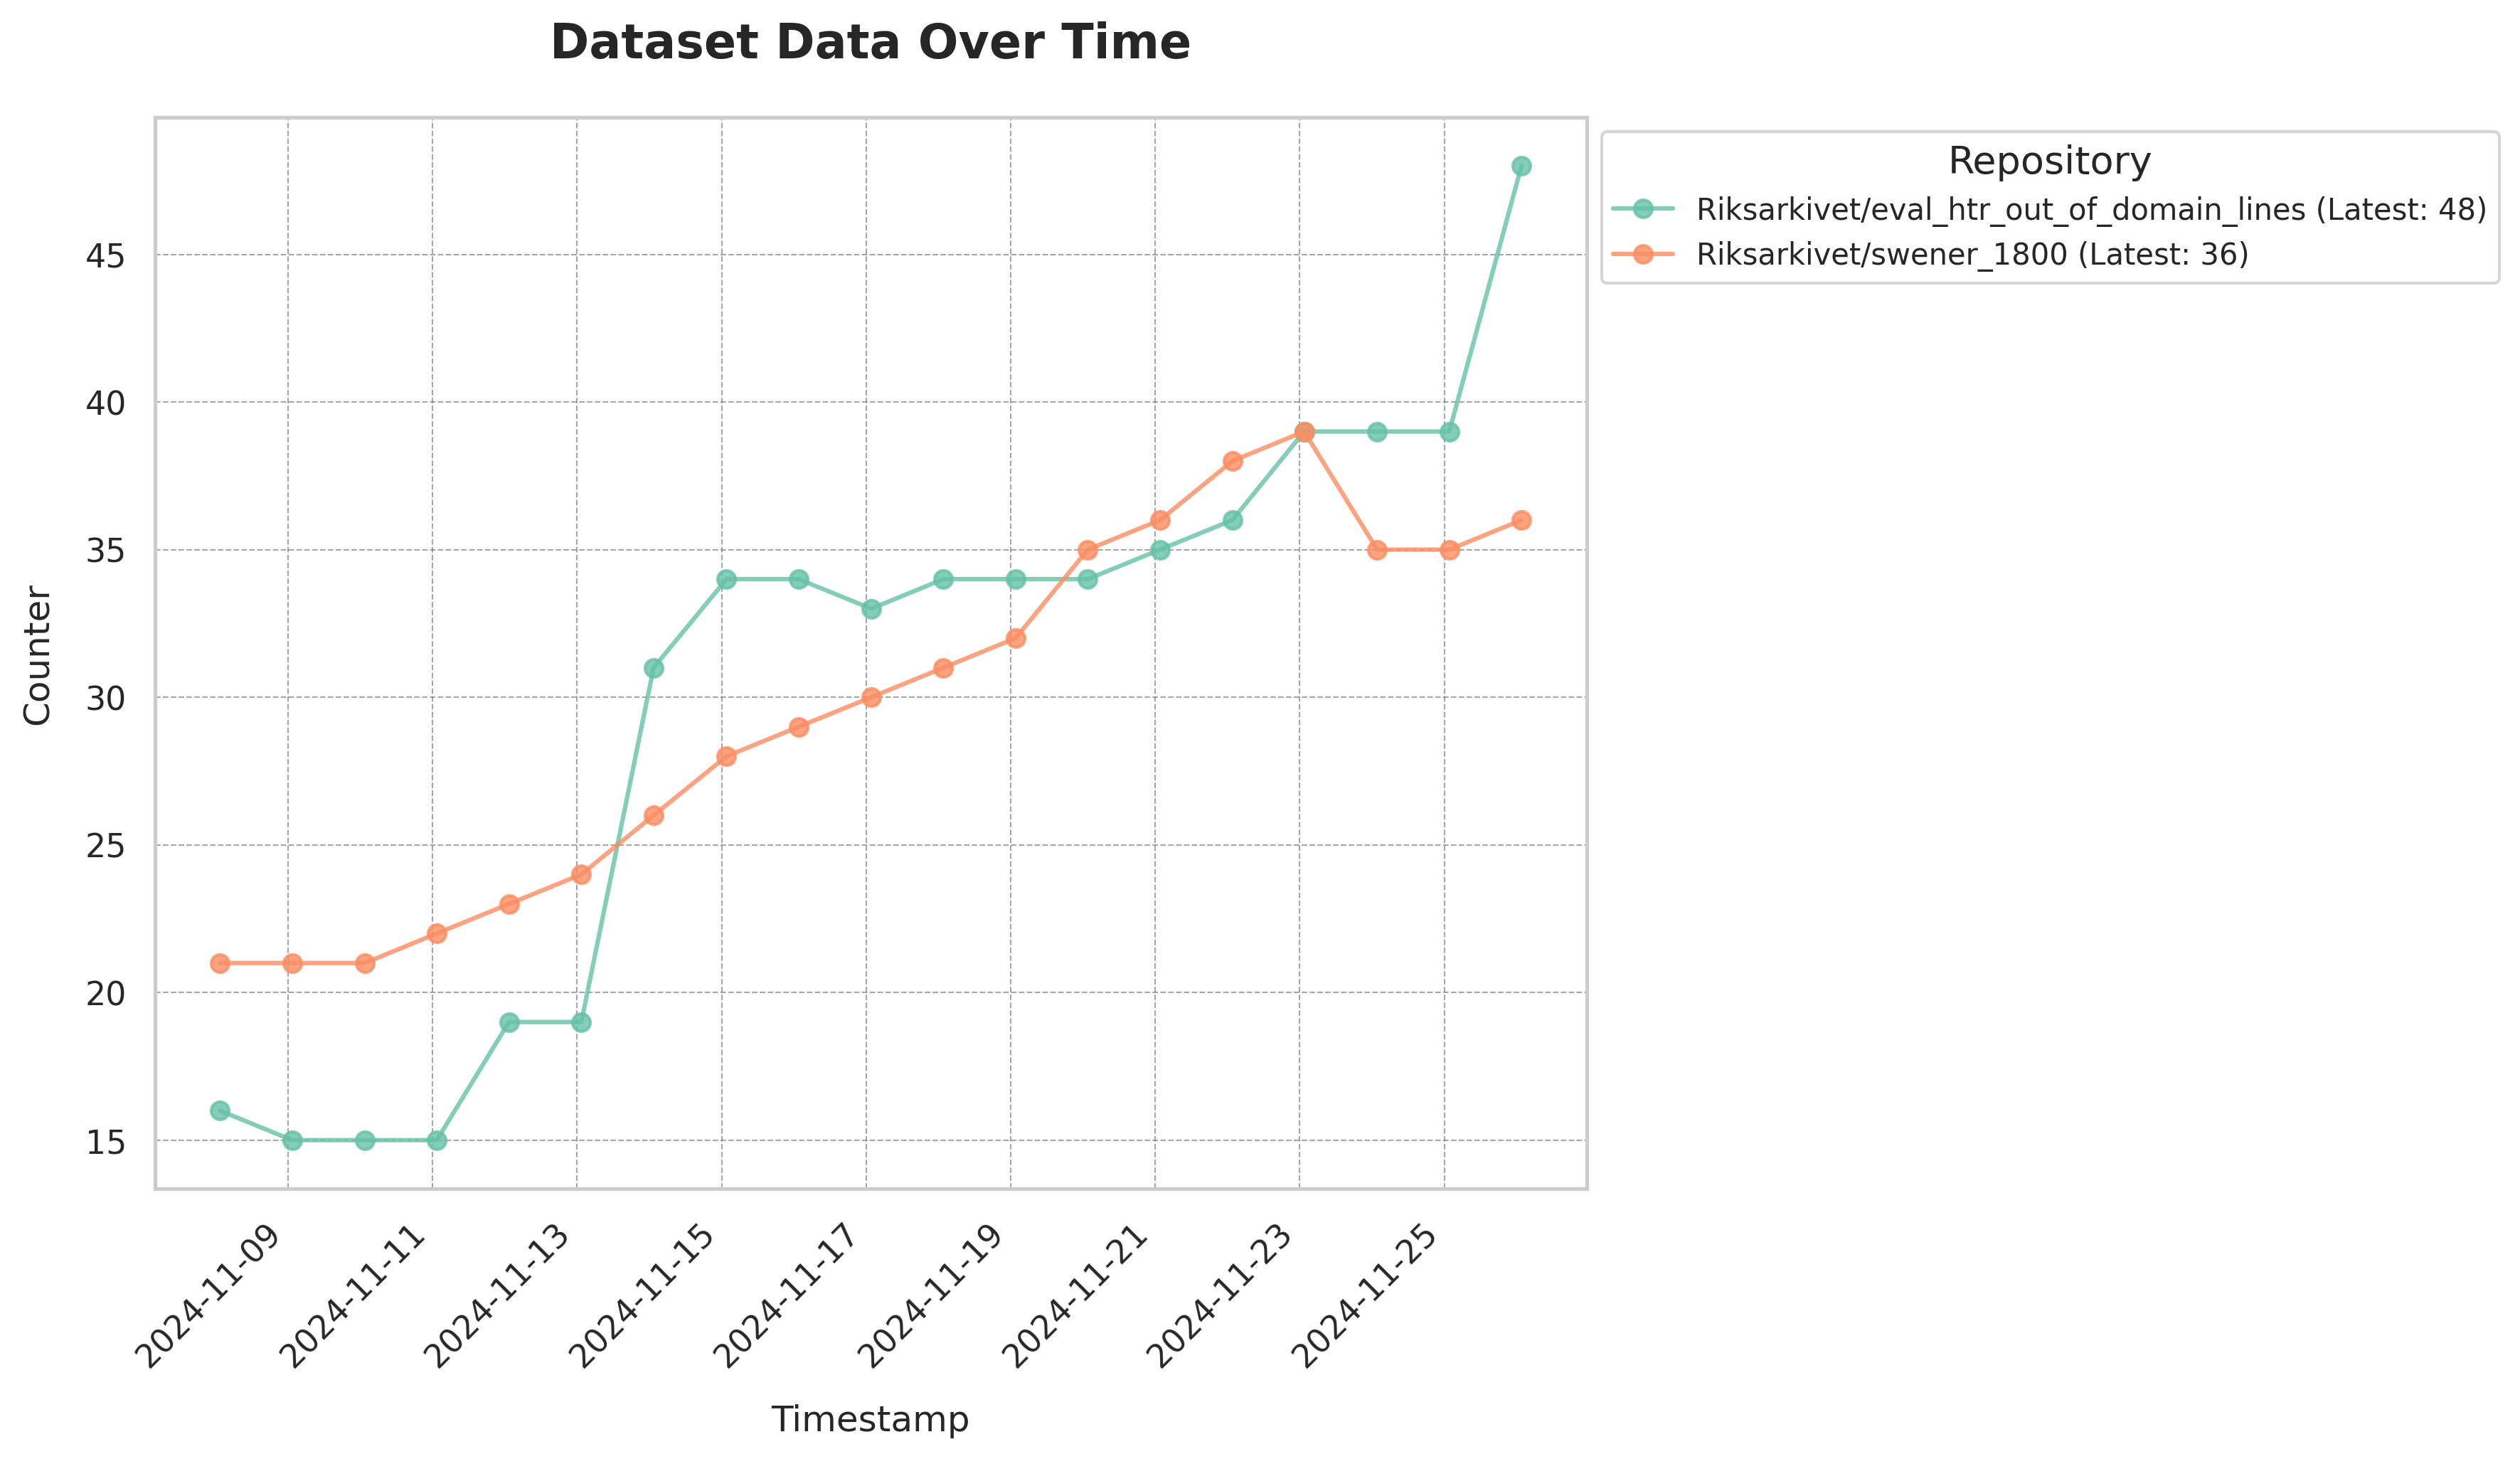 Dataset Data Over Time
Repository
Riksarkivet/eval_htr_out_of_domain_lines (Latest: 48)
Riksarkivet/swener_1800 (Latest: 36)
Counter
45
40
35
30
25
20
15
2024-11-09
2024-11-11
2024-11-13
2024-11-15
2024-11-17
2024-11-19
2024-11-21
2024-11-23
2024-11-25
Timestamp